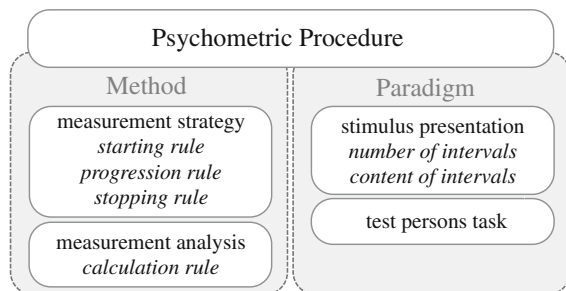 Psychometric Procedure
Method
measurement strategy
starting rule
progression rule
stopping rule
measurement analysis
calculation rule
Paradigm
stimulus presentation
number of intervals
content of intervals
test persons task